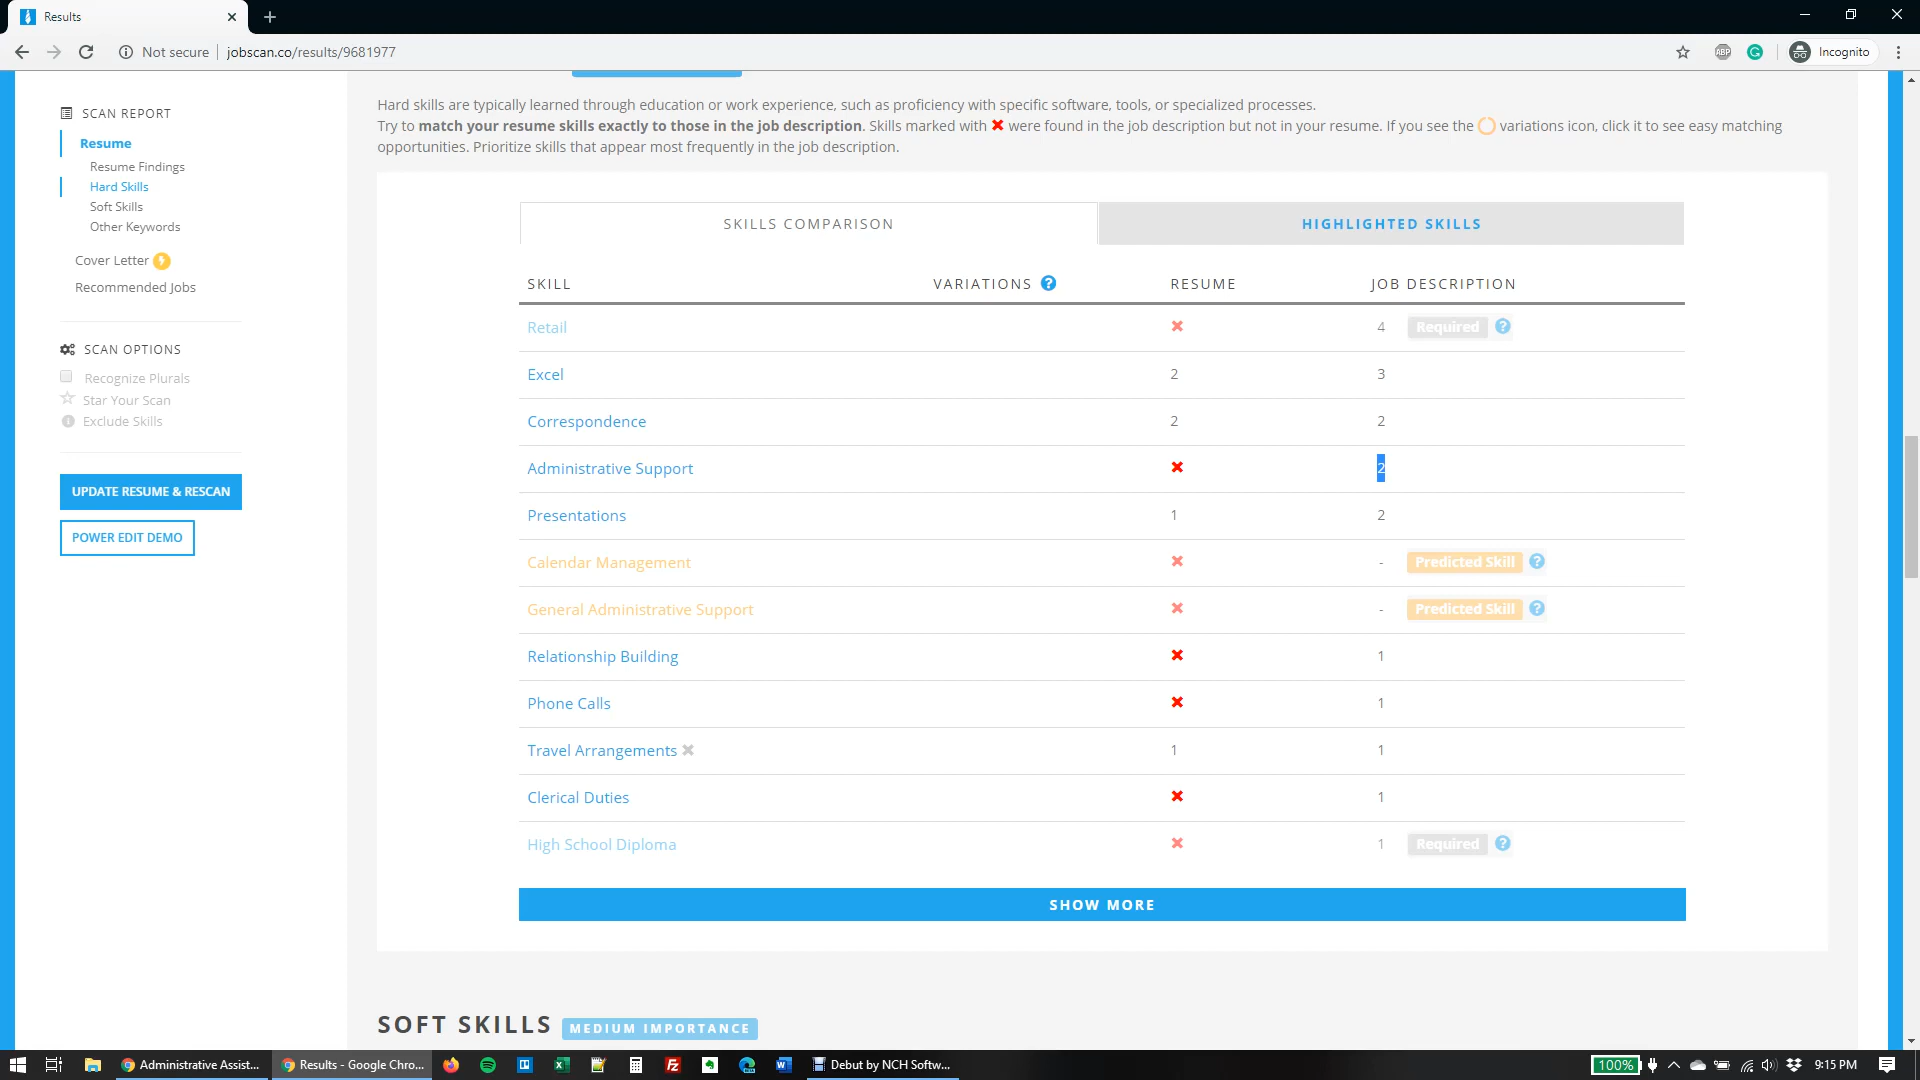 Results
Not secure
jobscan.co/results/9681977
ABP
Incognito
SCAN REPORT
Resume
Resume Findings
Hard Skills
Soft Skills
Other Keywords
Cover Letter
Recommended Jobs
SCAN OPTIONS
Recognize Plurals
Star Your Scan
Exclude Skills
UPDATE RESUME & RESCAN
POWER EDIT DEMO
Hard skills are typically learned through education or work experience, such as proficiency with specific software, tools, or specialized processes.
Try to match your resume skills exactly to those in the job description. Skills marked with ✖ were found in the job description but not in your resume. If you see the variations icon, click it to see easy matching
opportunities. Prioritize skills that appear most frequently in the job description.
SKILLS COMPARISON
HIGHLIGHTED SKILLS
SKILL VARIATIONS ? RESUME JOB DESCRIPTION
Retail ✖ 4 Required ?
Excel 2 3
Correspondence 2 2
Administrative Support ✖ 2
Presentations 1 2
Calendar Management ✖ - Predicted Skill ?
General Administrative Support ✖ - Predicted Skill ?
Relationship Building ✖ 1
Phone Calls ✖ 1
Travel Arrangements ✖ 1 1
Clerical Duties ✖ 1
High School Diploma ✖ 1 Required ?
SHOW MORE
SOFT SKILLS MEDIUM IMPORTANCE
Administrative Assist...
Results - Google Chro...
Debut by NCH Softw...
100%
9:15 PM